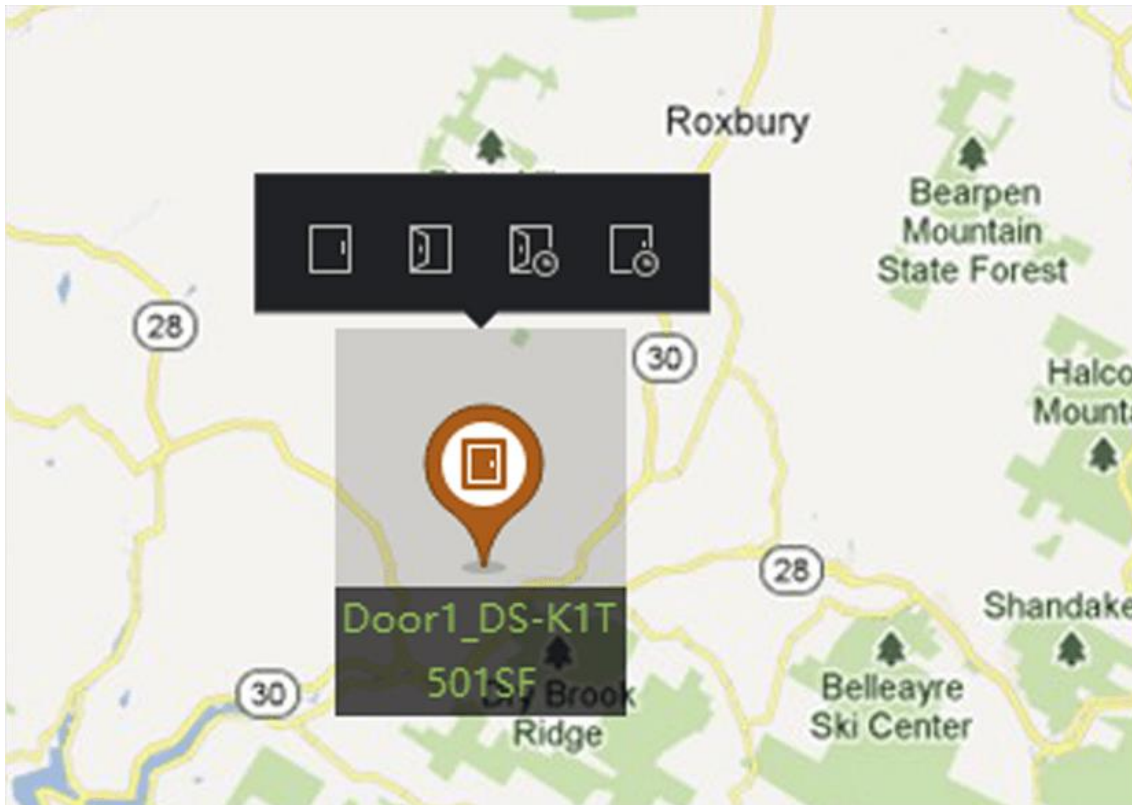 Roxbury
Bearpen
Mountain
State Forest
28
30
Halco
Mounta
28
Door1_DS-K1T
501SF
Shandake
30
Dry Brook
Ridge
Belleayre
Ski Center